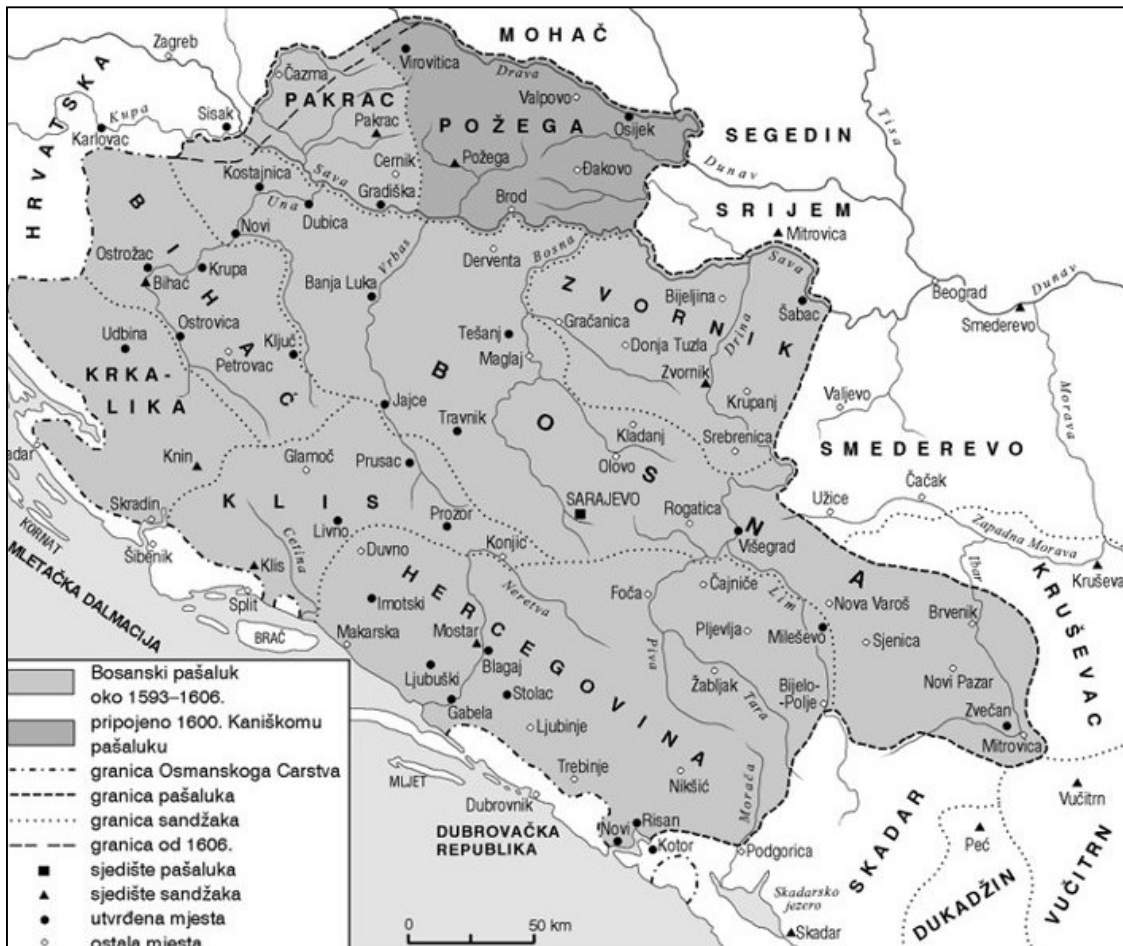 MOHAČ
Zagreb
Čazma
Virovitica
Drava
Valpovo
PAKRAC
Pakrac
POŽEGA
Osijek
SEGEDIN
Tisa
HRVATSKA
Kupa
Karlovac
Sisak
Požega
Đakovo
Dunav
Cernik
Kostajnica
Sava
Gradiška
Brod
SRIJEM
Mitrovica
Una
Dubica
Novi
BIHAĆ
Vrbas
Derventa
Bosna
Sava
Ostrožac
Krupa
Bihać
Banja Luka
ZVORNIK
Bijeljina
Šabac
Beograd
Dunav
Smederevo
Gračanica
Udbina
Ostrovica
Ključ
Petrovac
Tešanj
Maglaj
Donja Tuzla
Drina
Zvornik
Krupanj
Valjevo
Morava
KRKA-
LIKA
BOSNA
Jajce
Travnik
Kladanj
Srebrenica
Olovo
SMEDEREVO
Knin
Glamoč
Prusac
adar
Skradin
KLIS
SARAJEVO
Rogatica
Užice
Čačak
Livno
Prozor
Višegrad
Zapadna Morava
KORNAT
Šibenik
Cetina
Duvno
Konjic
Klis
Kruševa
Ibar
MLETAČKA DALMACIJA
Split
HERCEGOVINA
Imotski
Neretva
Foča
Čajniče
Lim
Nova Varoš
Brvenik
KRUŠEVAC
BRAČ
Makarska
Mostar
Blagaj
Pljevlja
Mileševo
Sjenica
Piva
Ljubuški
Stolac
Žabljak
Bijelo-
-Polje
Novi Pazar
Gabela
Ljubinje
Tara
Zvečan
Mitrovica
Trebinje
Nikšić
Morača
MLJET
Dubrovnik
Vučitrn
DUBROVAČKA
REPUBLIKA
Risan
Novi
Kotor
Podgorica
SKADAR
Peć
VUČITRN
DUKADŽIN
Skadarsko
jezero
Skadar
Bosanski pašaluk
oko 1593–1606.
pripojeno 1600. Kaniškomu
pašaluku
granica Osmanskoga Carstva
granica pašaluka
granica sandžaka
granica od 1606.
sjedište pašaluka
sjedište sandžaka
utvrđena mjesta
ostala mjesta
0 50 km